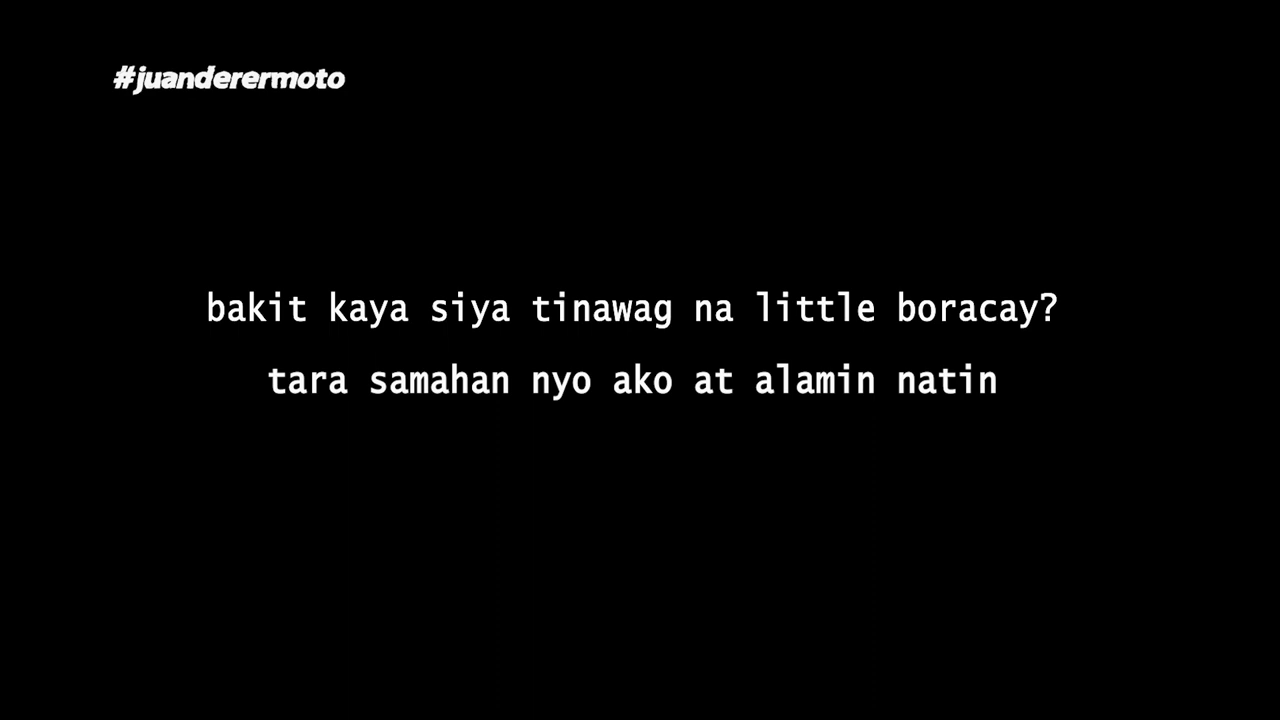 #juanderermoto
bakit kaya siya tinawag na little boracay?
tara samahan nyo ako at alamin natin